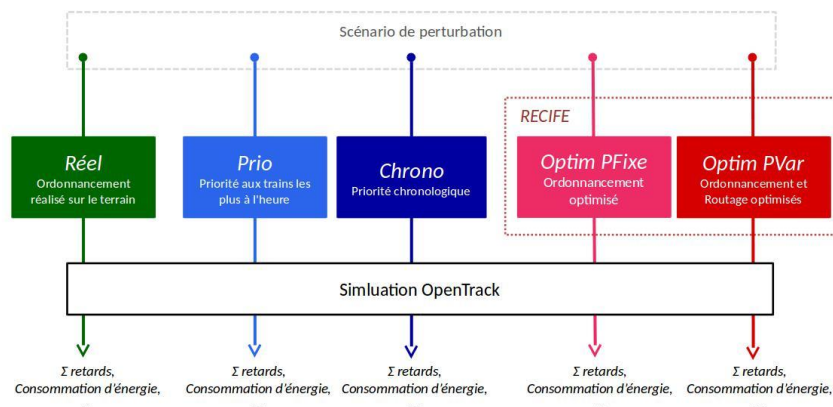 Scénario de perturbation
RECIFE
Réel
Ordonnancement
réalisé sur le terrain
Prio
Priorité aux trains les
plus à l'heure
Chrono
Priorité chronologique
Optim PFixe
Ordonnancement
optimisé
Optim PVar
Ordonnancement et
Routage optimisés
Simluation OpenTrack
Σ retards,
Consommation d'énergie,
Σ retards,
Consommation d'énergie,
Σ retards,
Consommation d'énergie,
Σ retards,
Consommation d'énergie,
Σ retards,
Consommation d'énergie,